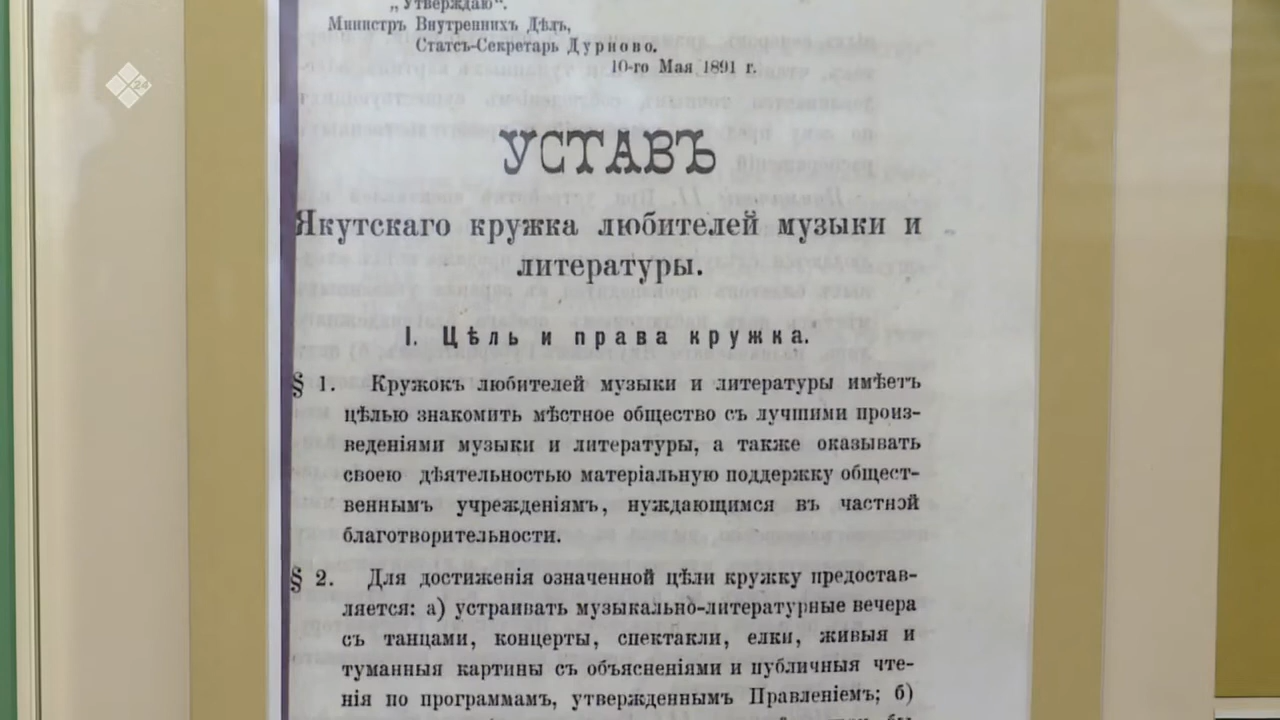 „Утверждаю“.
Министръ Внутреннихъ Дѣлъ,
Статсъ-Секретарь Дурново.
10-го Мая 1891 г.
24
УСТАВЪ
Якутскаго кружка любителей музыки и
литературы.
I. Цѣль и права кружка.
§ 1. Кружокъ любителей музыки и литературы имѣетъ
цѣлью знакомить мѣстное общество съ лучшими произ-
веденіями музыки и литературы, а также оказывать
своею дѣятельностью матеріальную поддержку общест-
веннымъ учрежденіямъ, нуждающимся въ частной
благотворительности.
§ 2. Для достиженія означенной цѣли кружку предостав-
ляется: а) устраивать музыкально-литературные вечера
съ танцами, концерты, спектакли, елки, живыя и
туманныя картины съ объясненіями и публичныя чте-
нія по программамъ, утвержденнымъ Правленіемъ; б)